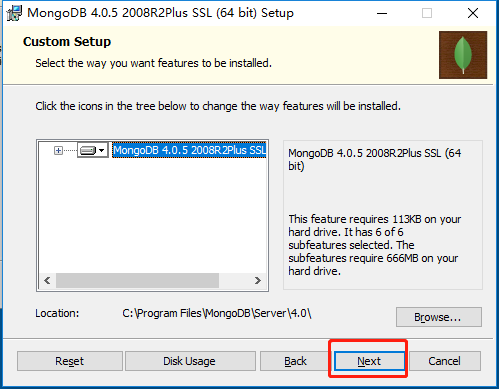 MongoDB 4.0.5 2008R2Plus SSL (64 bit) Setup
Custom Setup
Select the way you want features to be installed.
Click the icons in the tree below to change the way features will be installed.
MongoDB 4.0.5 2008R2Plus SSL
MongoDB 4.0.5 2008R2Plus SSL (64
bit)
This feature requires 113KB on your
hard drive. It has 6 of 6
subfeatures selected. The
subfeatures require 666MB on your
hard drive.
Location:
C:\Program Files\MongoDB\Server\4.0\
Browse...
Reset
Disk Usage
Back
Next
Cancel